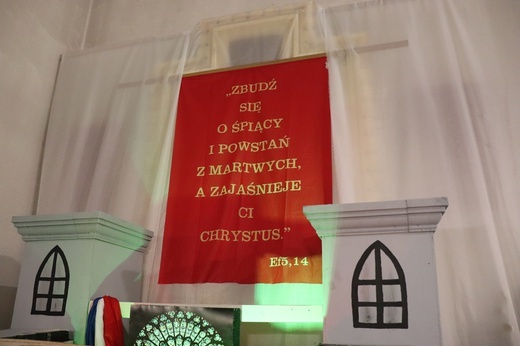 „ZBUDŹ
SIĘ
O ŚPIĄCY
I POWSTAŃ
Z MARTWYCH,
A ZAJAŚNIEJE
CI
CHRYSTUS.”
Ef5,14